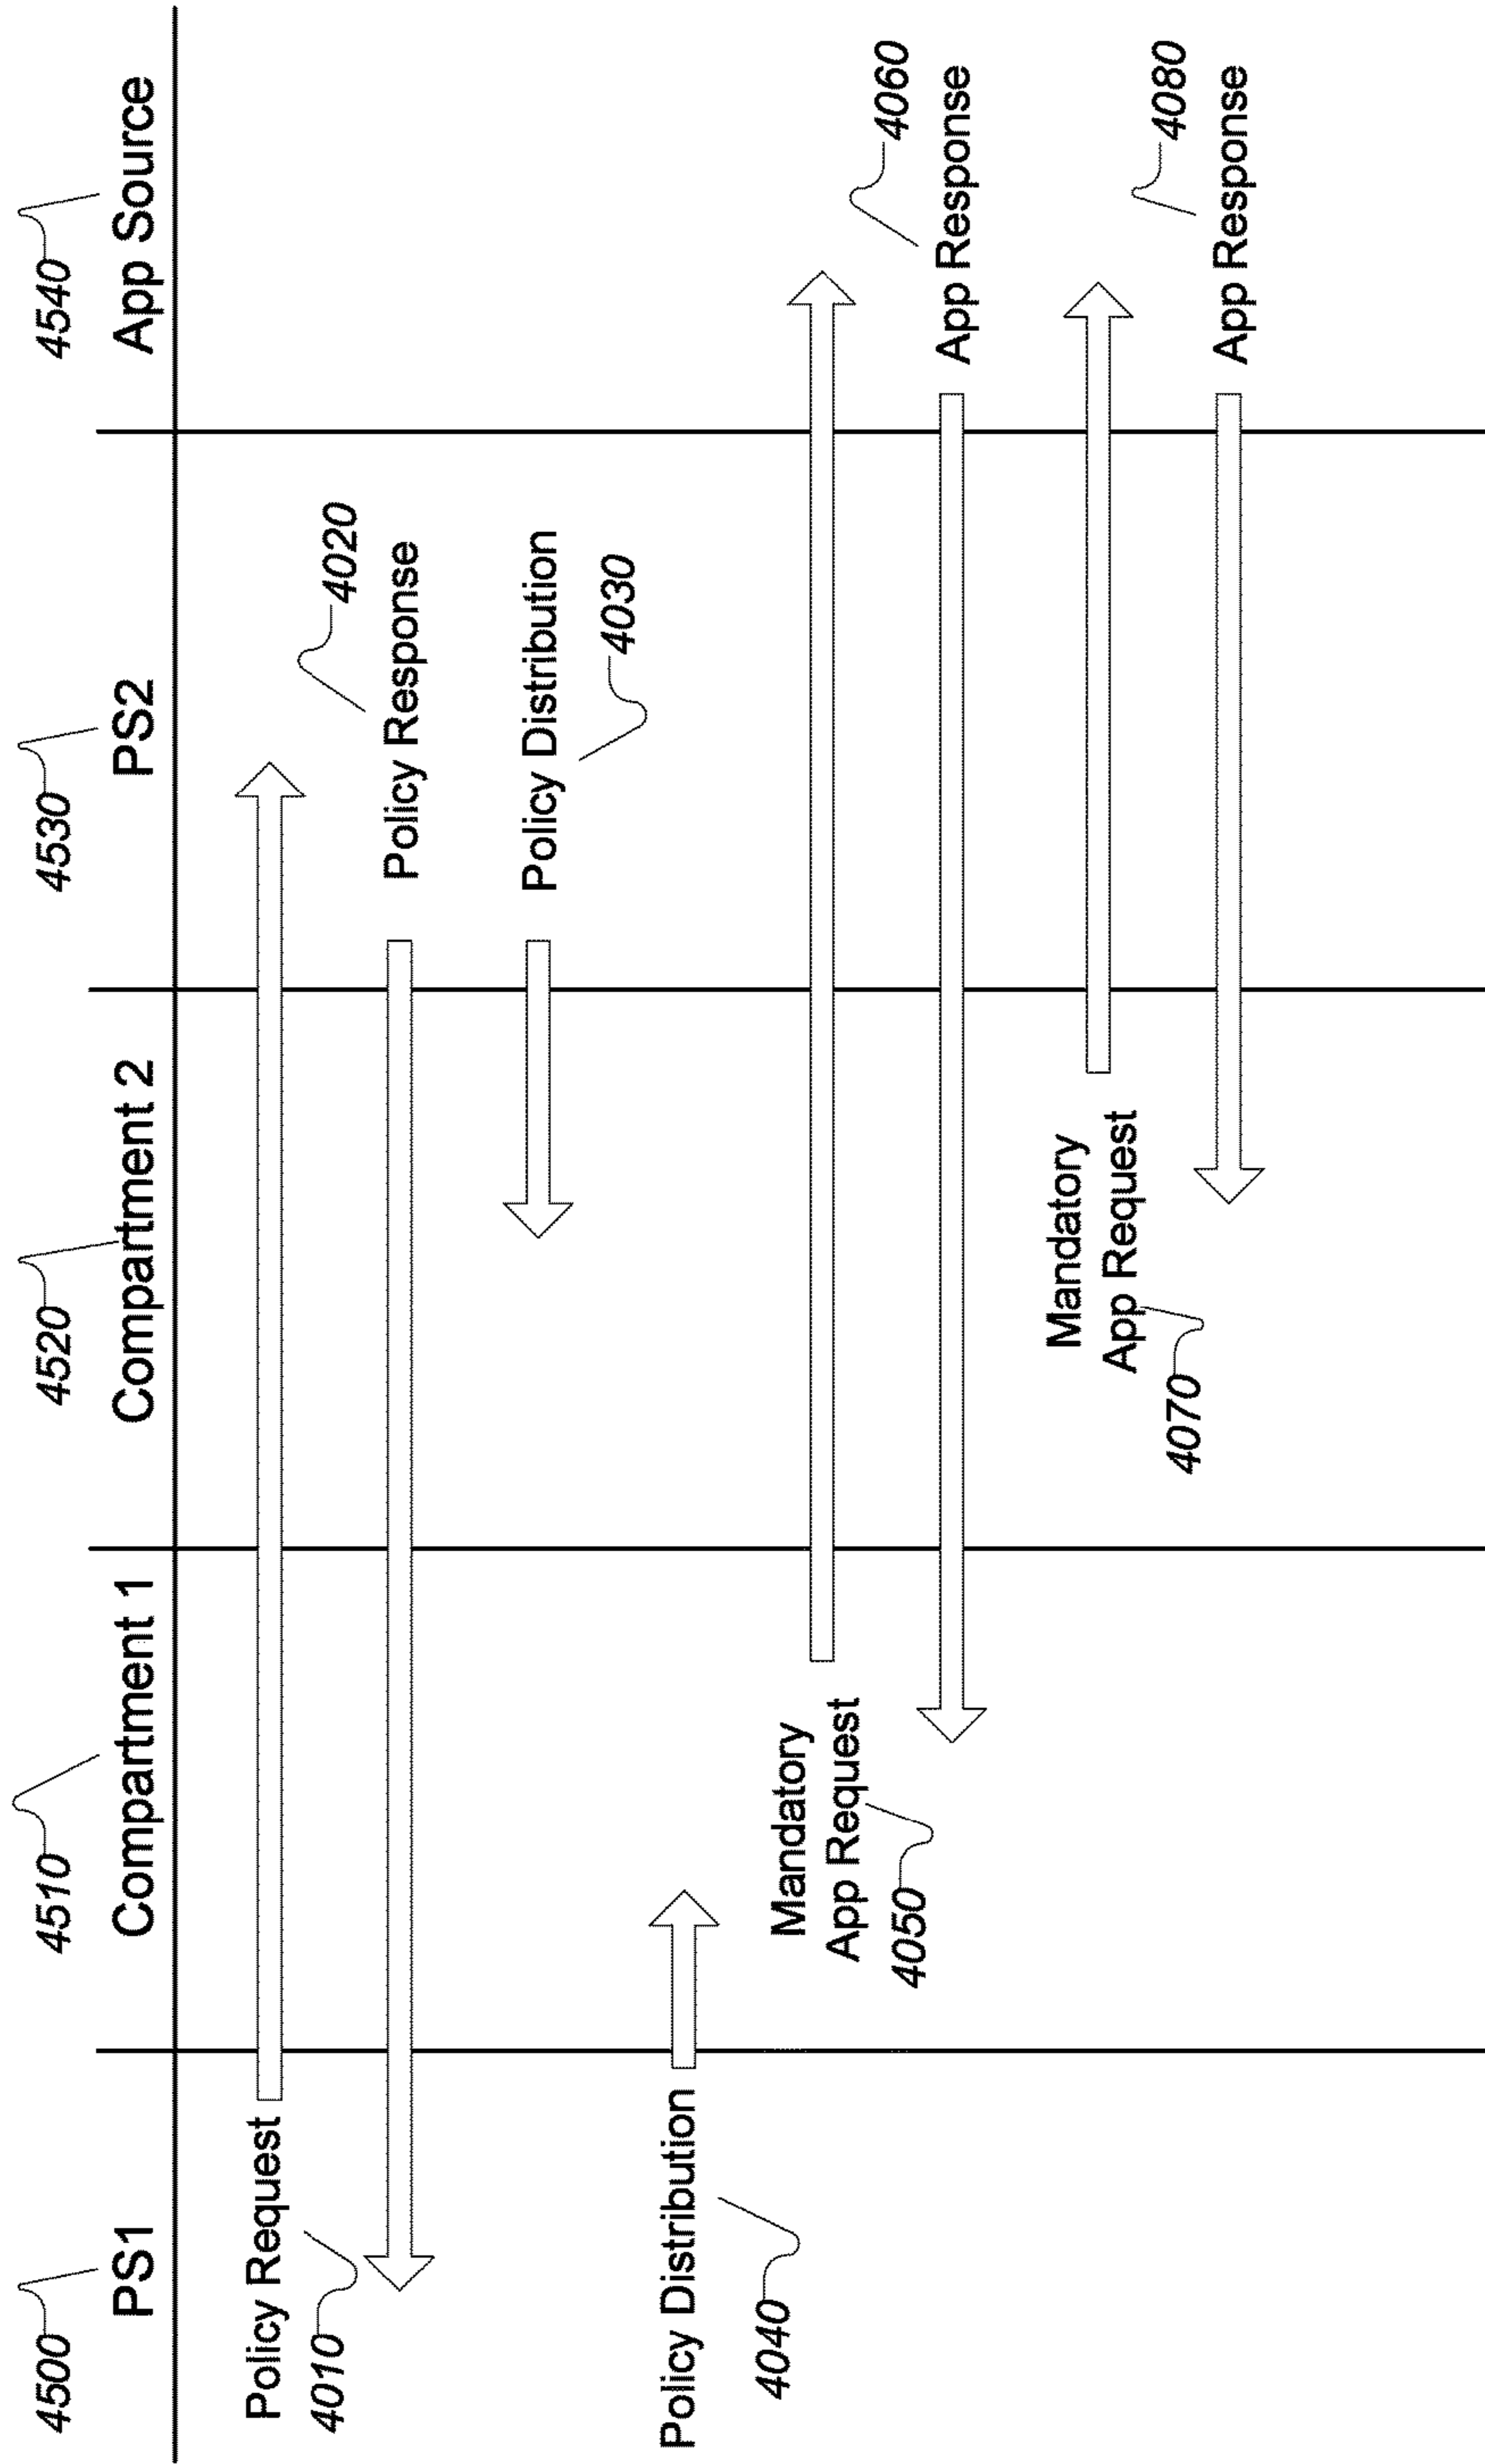 4500
4510
4520
4530
4540
PS1
Compartment 1
Compartment 2
PS2
App Source
Policy Request
4010
4020
Policy Response
Policy Distribution
4030
Policy Distribution
4040
Mandatory
App Request
4050
4060
App Response
Mandatory
App Request
4070
4080
App Response